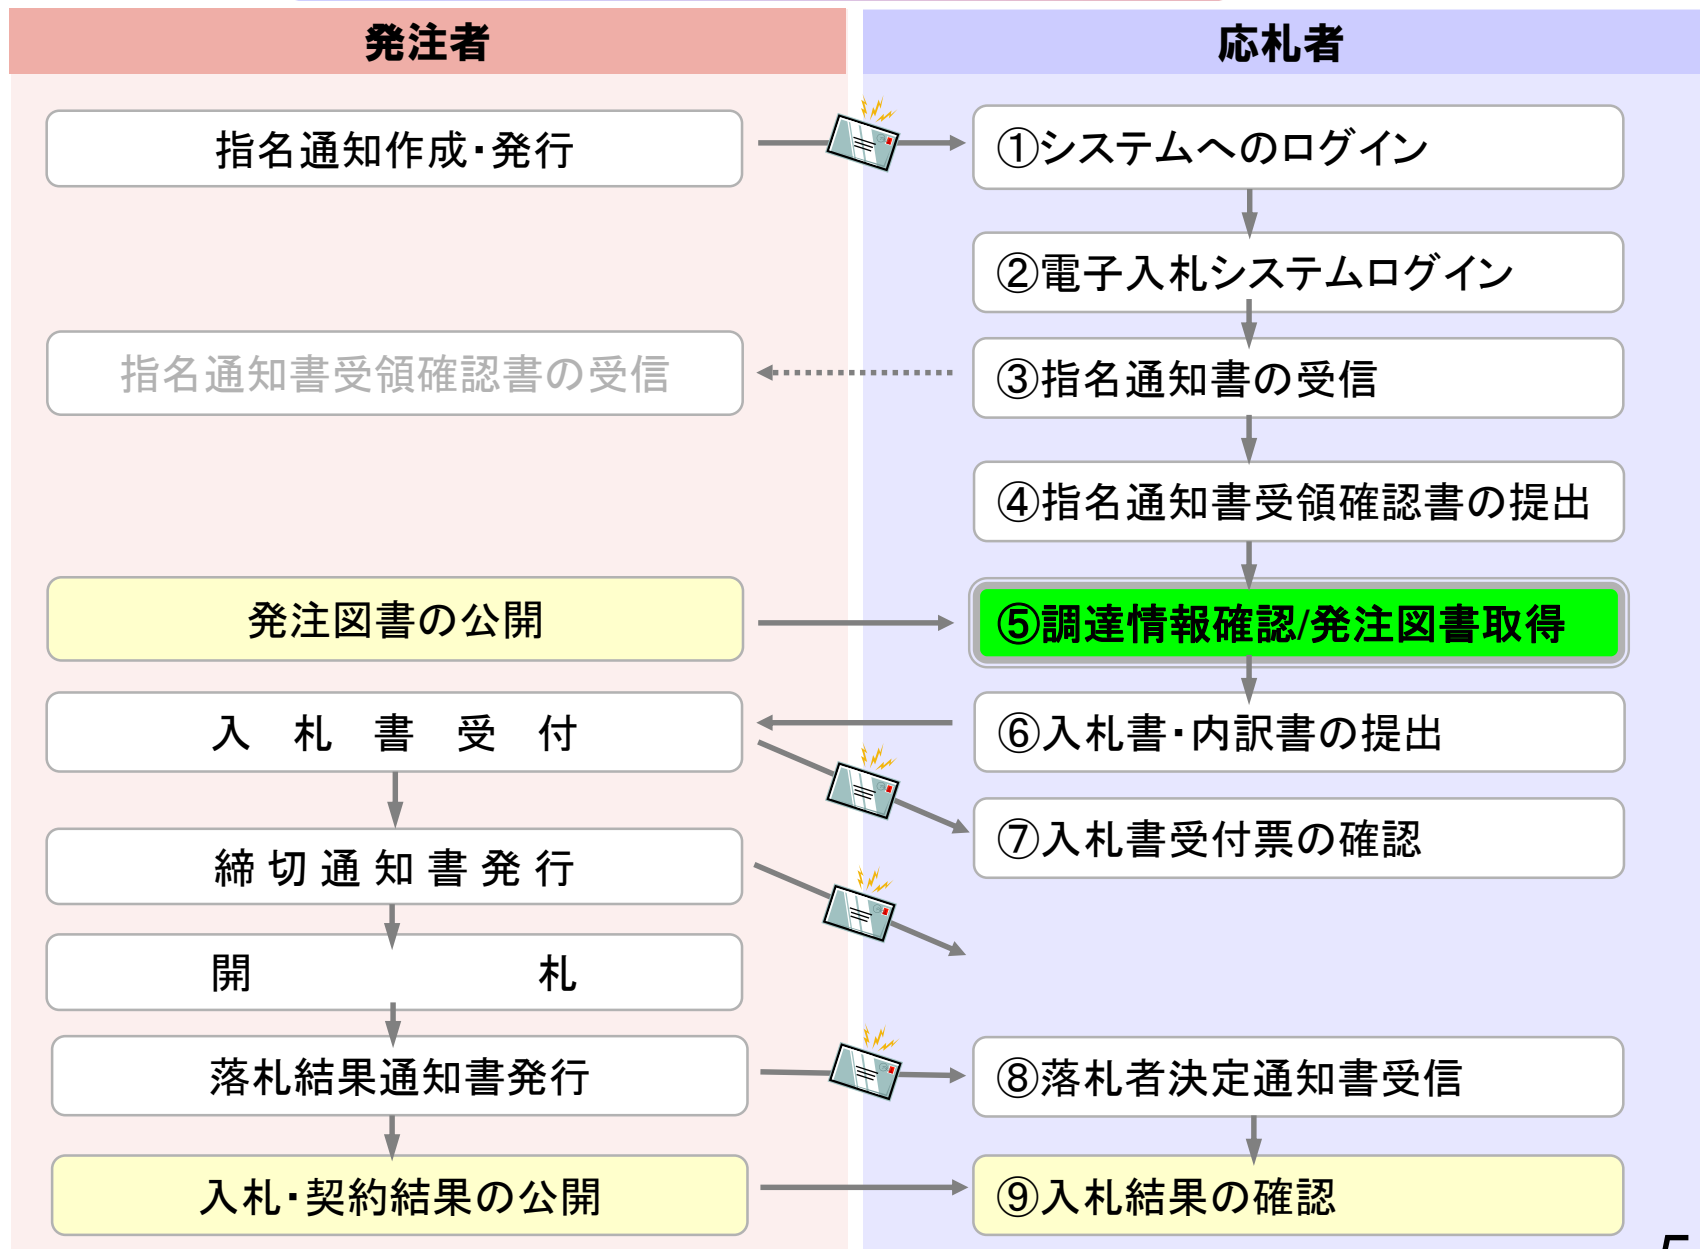 発注者
応札者
指名通知作成・発行
①システムへのログイン
②電子入札システムログイン
指名通知書受領確認書の受信
③指名通知書の受信
④指名通知書受領確認書の提出
発注図書の公開
⑤調達情報確認/発注図書取得
入 札 書 受 付
⑥入札書・内訳書の提出
⑦入札書受付票の確認
締 切 通 知 書 発 行
開 札
落札結果通知書発行
⑧落札者決定通知書受信
入札・契約結果の公開
⑨入札結果の確認